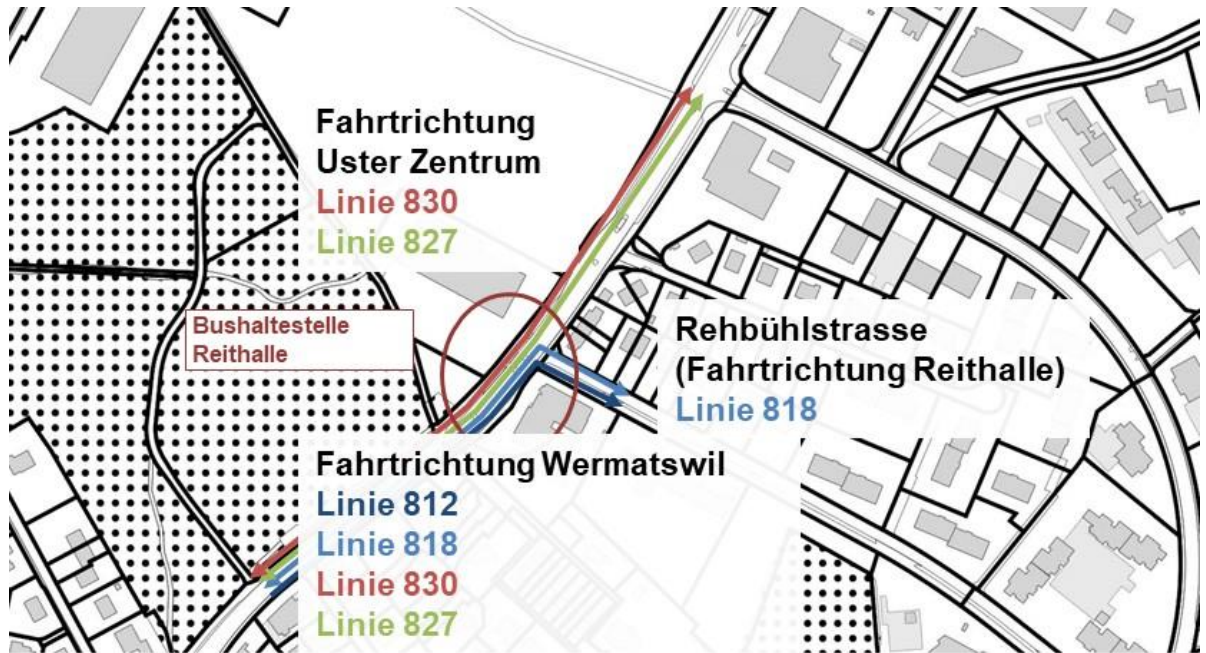 Fahrtrichtung
Uster Zentrum
Linie 830
Linie 827
Bushaltestelle
Reithalle
Rehbühlstrasse
(Fahrtrichtung Reithalle)
Linie 818
Fahrtrichtung Wermatswil
Linie 812
Linie 818
Linie 830
Linie 827